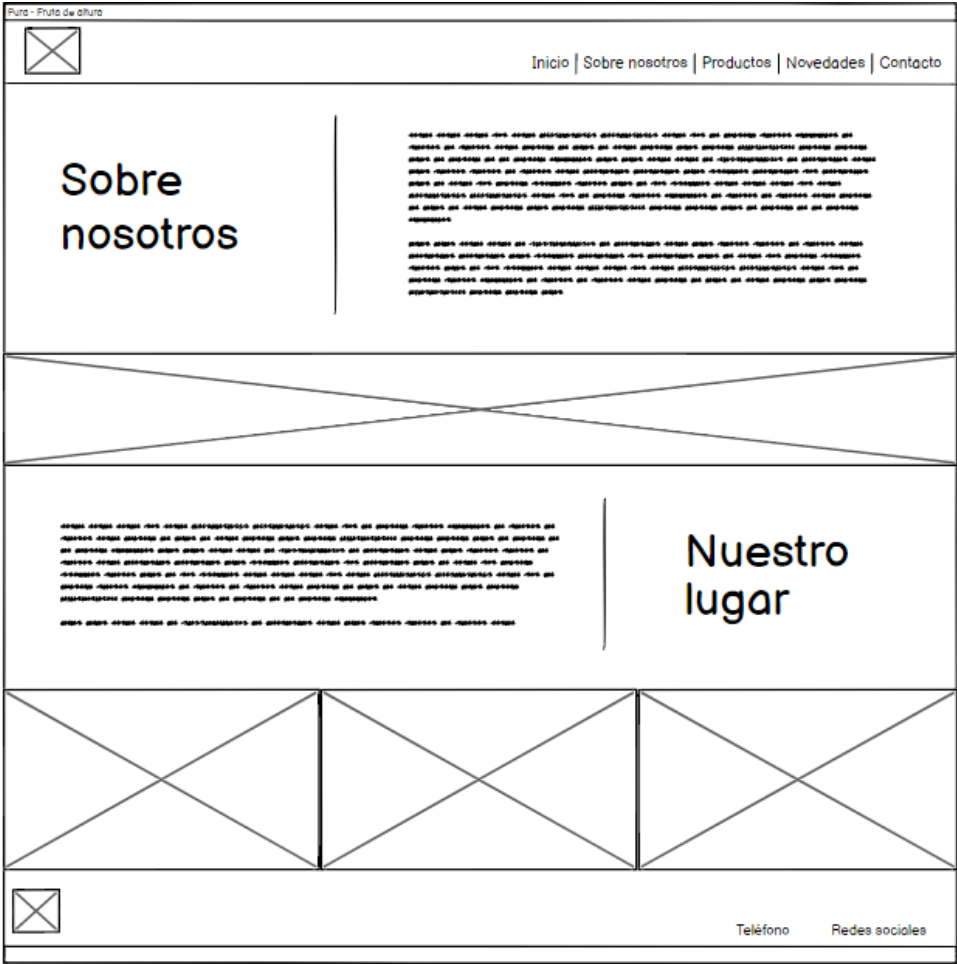 Pura - Fruta de altura
Inicio | Sobre nosotros | Productos | Novedades | Contacto
Sobre
nosotros
Nuestro
lugar
Teléfono Redes sociales